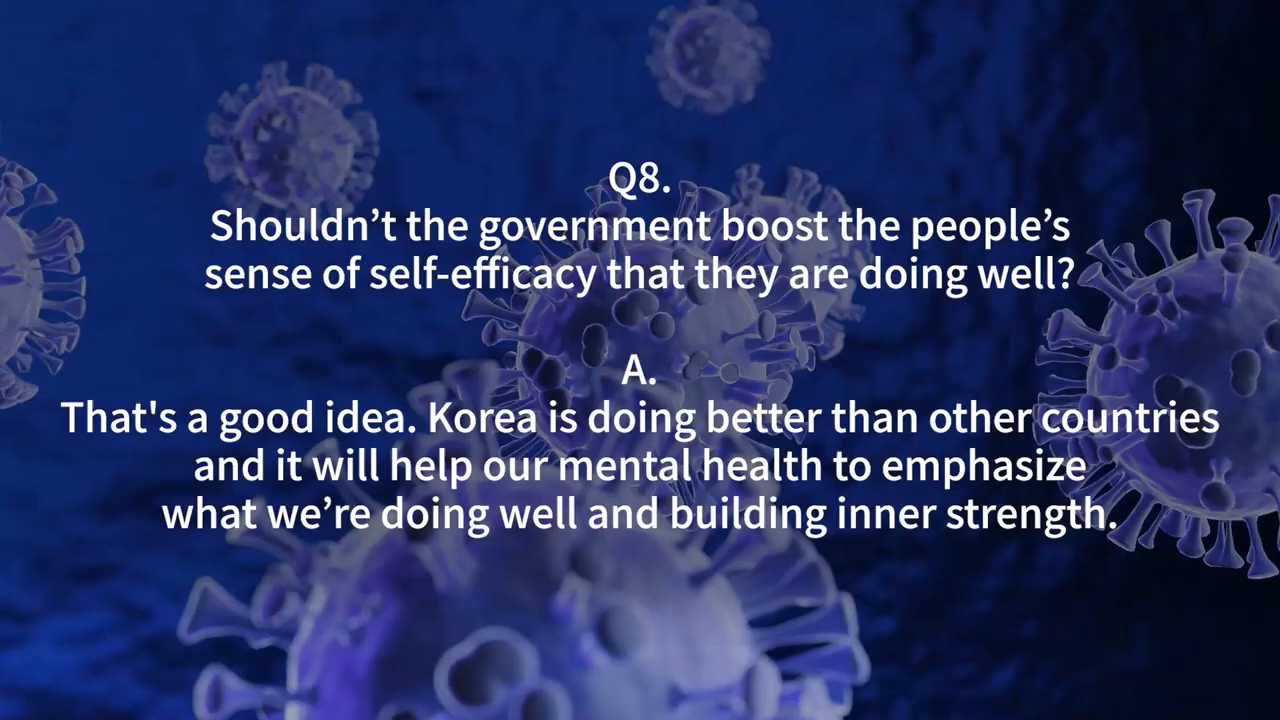 Q8.
Shouldn’t the government boost the people’s
sense of self-efficacy that they are doing well?
A.
That's a good idea. Korea is doing better than other countries
and it will help our mental health to emphasize
what we’re doing well and building inner strength.